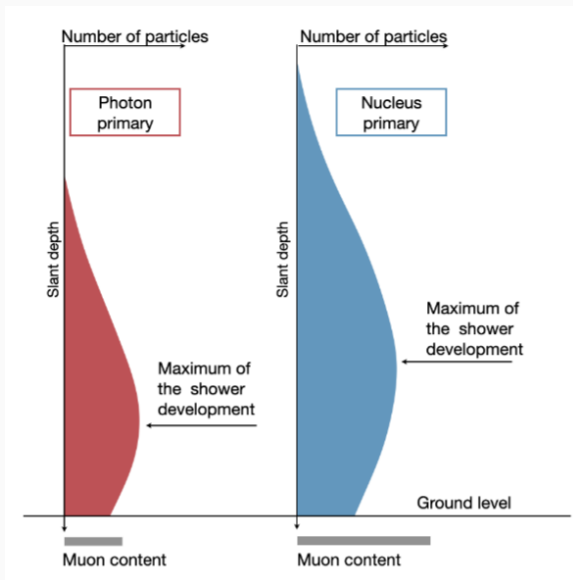 Number of particles
Number of particles
Photon
primary
Nucleus
primary
Slant depth
Slant depth
Maximum of
the shower
development
Maximum of
the shower
development
Ground level
Muon content
Muon content